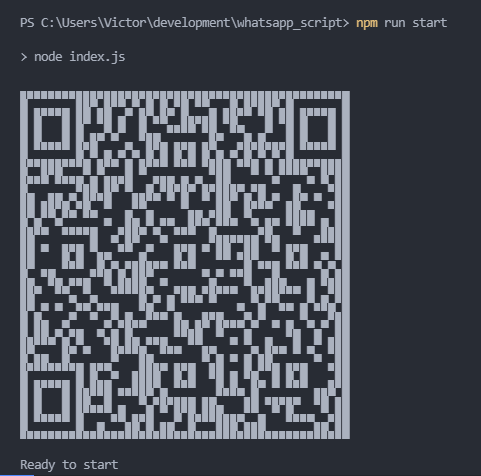 PS C:\Users\Victor\development\whatsapp_script> npm run start
> node index.js
Ready to start